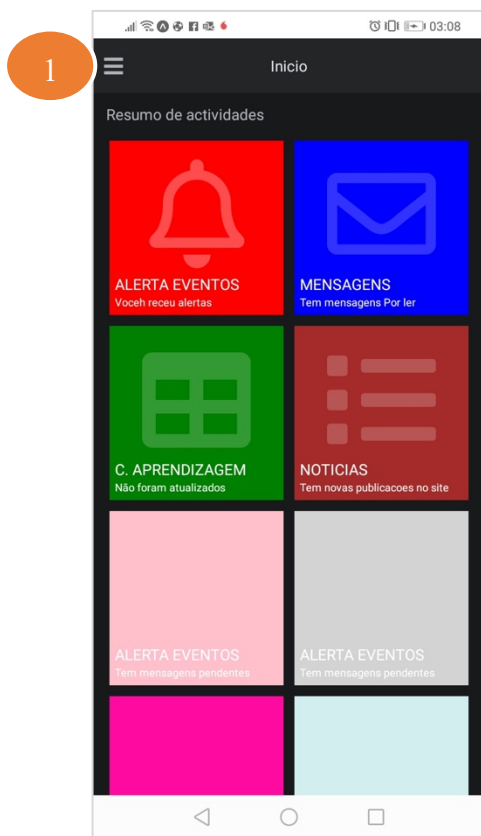 03:08
1
Inicio
Resumo de actividades
ALERTA EVENTOS
Voceh receu alertas
MENSAGENS
Tem mensagens Por ler
C. APRENDIZAGEM
Não foram atualizados
NOTICIAS
Tem novas publicacoes no site
ALERTA EVENTOS
Tem mensagens pendentes
ALERTA EVENTOS
Tem mensagens pendentes